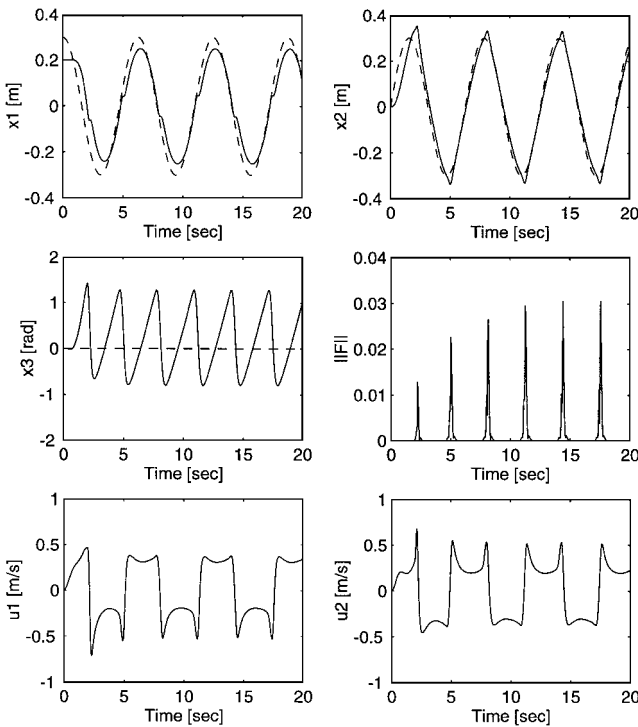 0.4
0.2
0
-0.2
-0.4
x1 [m]
0 5 10 15 20
Time [sec]
0.4
0.2
0
-0.2
-0.4
x2 [m]
0 5 10 15 20
Time [sec]
2
1
0
-1
-2
x3 [rad]
0 5 10 15 20
Time [sec]
0.04
0.03
0.02
0.01
0
||F||
0 5 10 15 20
Time [sec]
1
0.5
0
-0.5
-1
u1 [m/s]
0 5 10 15 20
Time [sec]
1
0.5
0
-0.5
-1
u2 [m/s]
0 5 10 15 20
Time [sec]